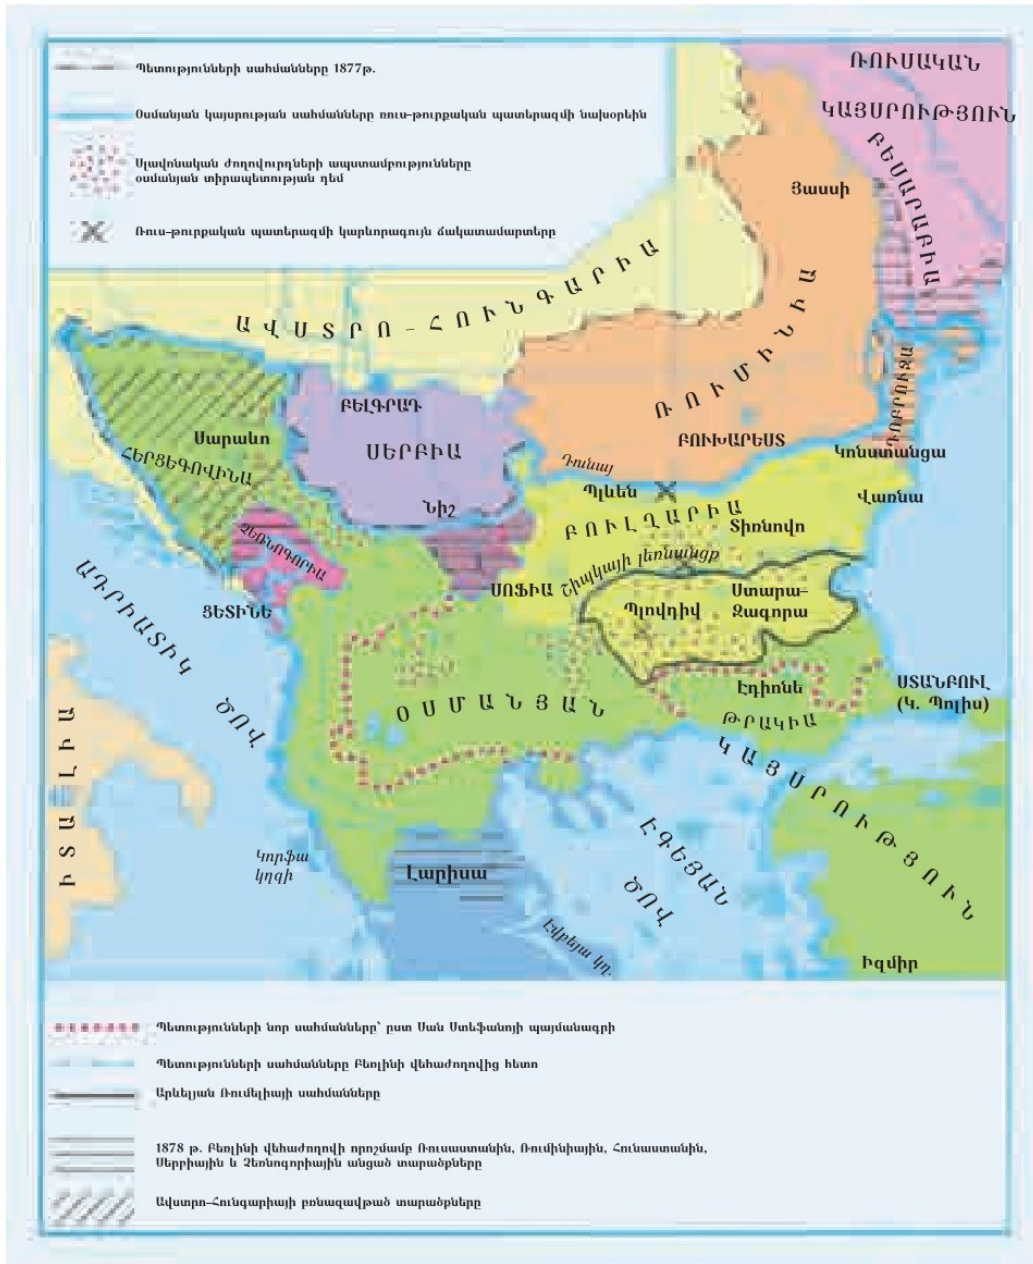 Պետությունների սահմանները 1877թ.
Օսմանյան կայսրության սահմանները ռուս-թուրքական պատերազմի նախօրեին
Սլավոնական ժողովուրդների ապստամբությունները
օսմանյան տիրապետության դեմ
Ռուս-թուրքական պատերազմի կարևորագույն ճակատամարտերը
ՌՈՒՍԱԿԱՆ
ԿԱՅՍՐՈՒԹՅՈՒՆ
ԲԵՍԱՐԱԲԻԱ
Յասսի
ԱՎՍՏՐՈ-ՀՈՒՆԳԱՐԻԱ
ՌՈՒՄԻՆԻԱ
ԴՈԲՐՈՒՋԱ
ԲԵԼԳՐԱԴ
ՍԵՐԲԻԱ
Սարաևո
ՀԵՐՑԵԳՈՎԻՆԱ
ԲՈՒԽԱՐԵՍՏ
Կոնստանցա
Դունայ
Պլևեն
Վառնա
Նիշ
ԲՈՒԼՂԱՐԻԱ
Տիռնովո
ՉԵՌՆՈԳՈՐԻԱ
ՍՈՖԻԱ
Շիպկայի լեռնանցք
Ստարա-
Զագորա
Պլովդիվ
ՑԵՏԻՆԵ
ԱԴՐԻԱՏԻԿ
ԾՈՎ
ՕՍՄԱՆՅԱՆ
Էդիռնե
ԹՐԱԿԻԱ
ՍՏԱՆԲՈՒԼ
(Կ. Պոլիս)
ԿԱՅՍՐՈՒԹՅՈՒՆ
ԻՏԱԼԻԱ
Կորֆա
կղզի
Լարիսա
ԷԳԵՅԱՆ
ԾՈՎ
Էվբեյա կղ.
Իզմիր
Պետությունների նոր սահմանները՝ ըստ Սան Ստեֆանոյի պայմանագրի
Պետությունների սահմանները Բեռլինի վեհաժողովից հետո
Արևելյան Ռումելիայի սահմանները
1878 թ. Բեռլինի վեհաժողովի որոշմամբ Ռուսաստանին, Ռումինիային, Հունաստանին,
Սերբիային և Չեռնոգորիային անցած տարածքները
Ավստրո-Հունգարիայի բռնազավթած տարածքները